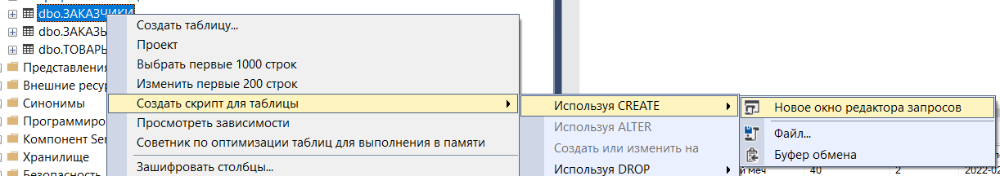 dbo.ЗАКАЗЧИКИ
dbo.ЗАКАЗЫ
dbo.ТОВАРЫ
Представления
Внешние ресур
Синонимы
Программиро
Компонент Ser
Хранилище
Безопасность
Создать таблицу...
Проект
Выбрать первые 1000 строк
Изменить первые 200 строк
Создать скрипт для таблицы
Просмотреть зависимости
Советник по оптимизации таблиц для выполнения в памяти
Зашифровать столбцы...
Используя CREATE
Используя ALTER
Создать или изменить на
Используя DROP
Новое окно редактора запросов
Файл...
Буфер обмена
й меч 40 2 2022-02